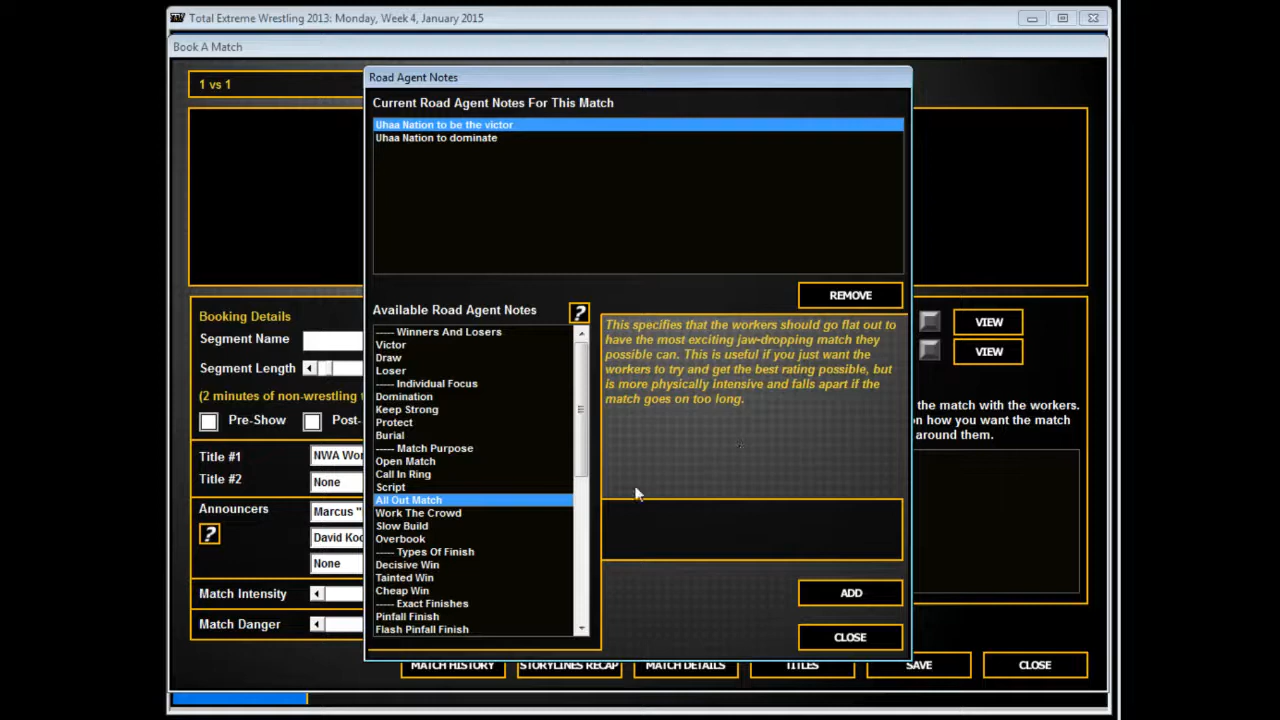 Total Extreme Wrestling 2013: Monday, Week 4, January 2015
Book A Match
Road Agent Notes
1 vs 1
Current Road Agent Notes For This Match
Uhaa Nation to be the victor
Uhaa Nation to dominate
REMOVE
Available Road Agent Notes
?
Booking Details
Segment Name
Segment Length
(2 minutes of non-wrestling
Pre-Show
Post-
Title #1
NWA Wor
Title #2
None
Announcers
Marcus "
?
David Koo
None
Match Intensity
Match Danger
----- Winners And Losers
Victor
Draw
Loser
----- Individual Focus
Domination
Keep Strong
Protect
Burial
----- Match Purpose
Open Match
Call In Ring
Script
All Out Match
Work The Crowd
Slow Build
Overbook
----- Types Of Finish
Decisive Win
Tainted Win
Cheap Win
----- Exact Finishes
Pinfall Finish
Flash Pinfall Finish
This specifies that the workers should go flat out to
have the most exciting jaw-dropping match they
possible can. This is useful if you just want the
workers to try and get the best rating possible, but
is more physically intensive and falls apart if the
match goes on too long.
ADD
CLOSE
VIEW
VIEW
the match with the workers.
n how you want the match
around them.
MATCH HISTORY
STORYLINES RECAP
MATCH DETAILS
TITLES
SAVE
CLOSE